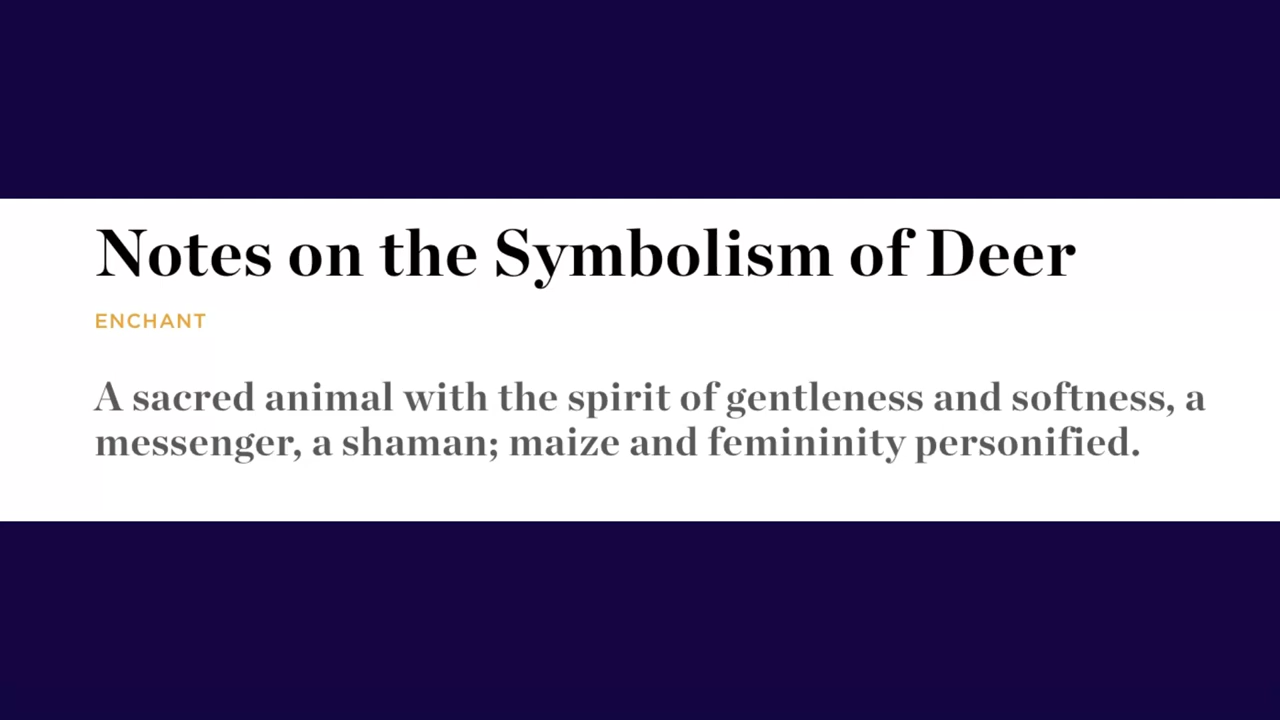 Notes on the Symbolism of Deer
ENCHANT
A sacred animal with the spirit of gentleness and softness, a
messenger, a shaman; maize and femininity personified.